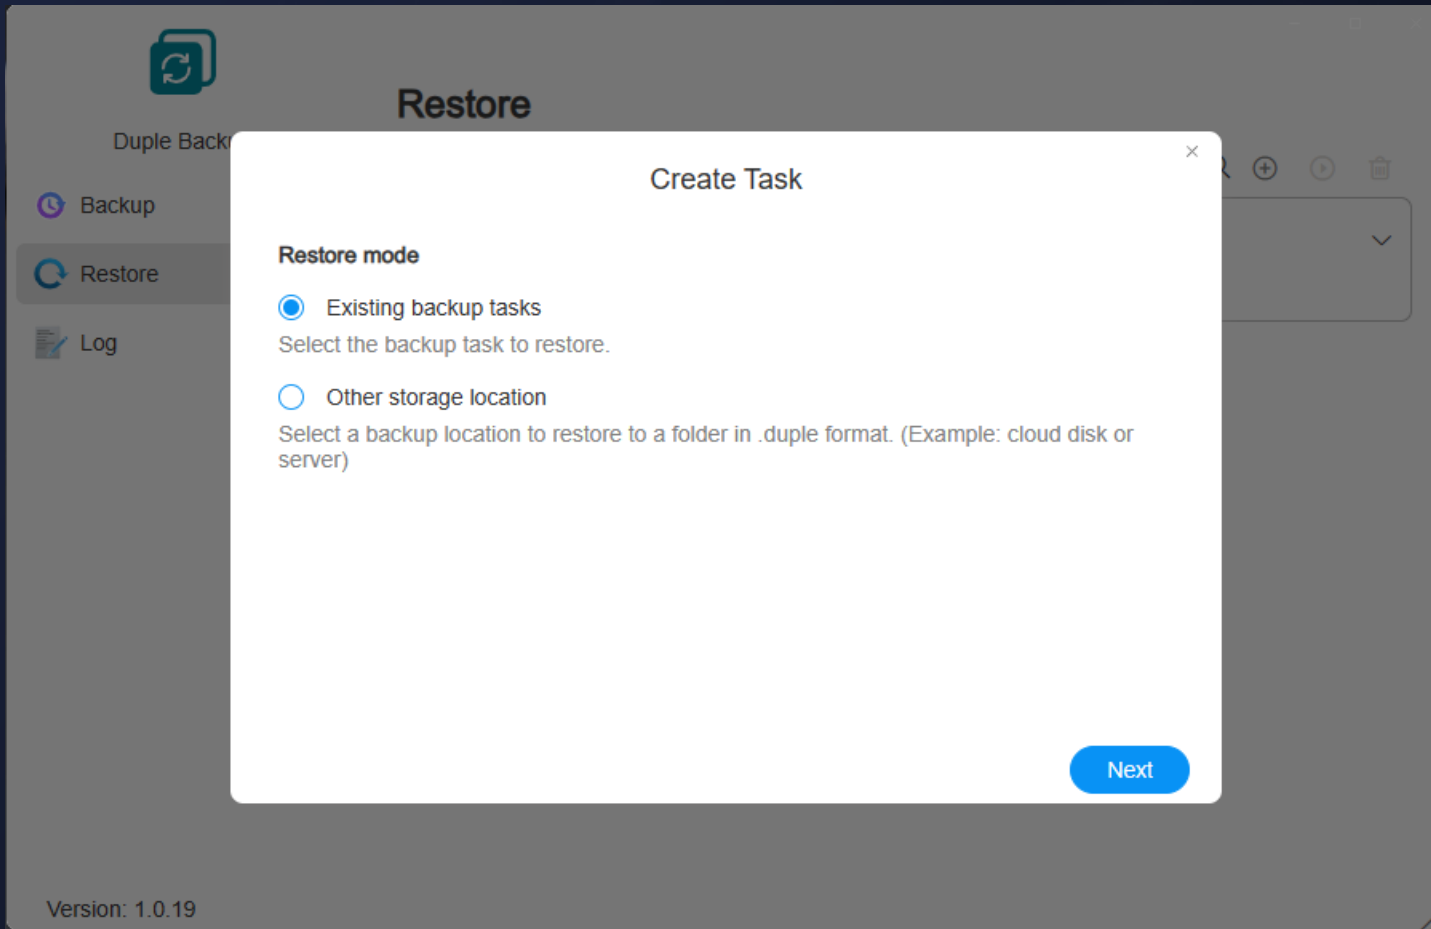 Restore
Duple Back
Create Task
Backup
Restore
Log
Restore mode
Existing backup tasks
Select the backup task to restore.
Other storage location
Select a backup location to restore to a folder in .duple format. (Example: cloud disk or
server)
Next
Version: 1.0.19